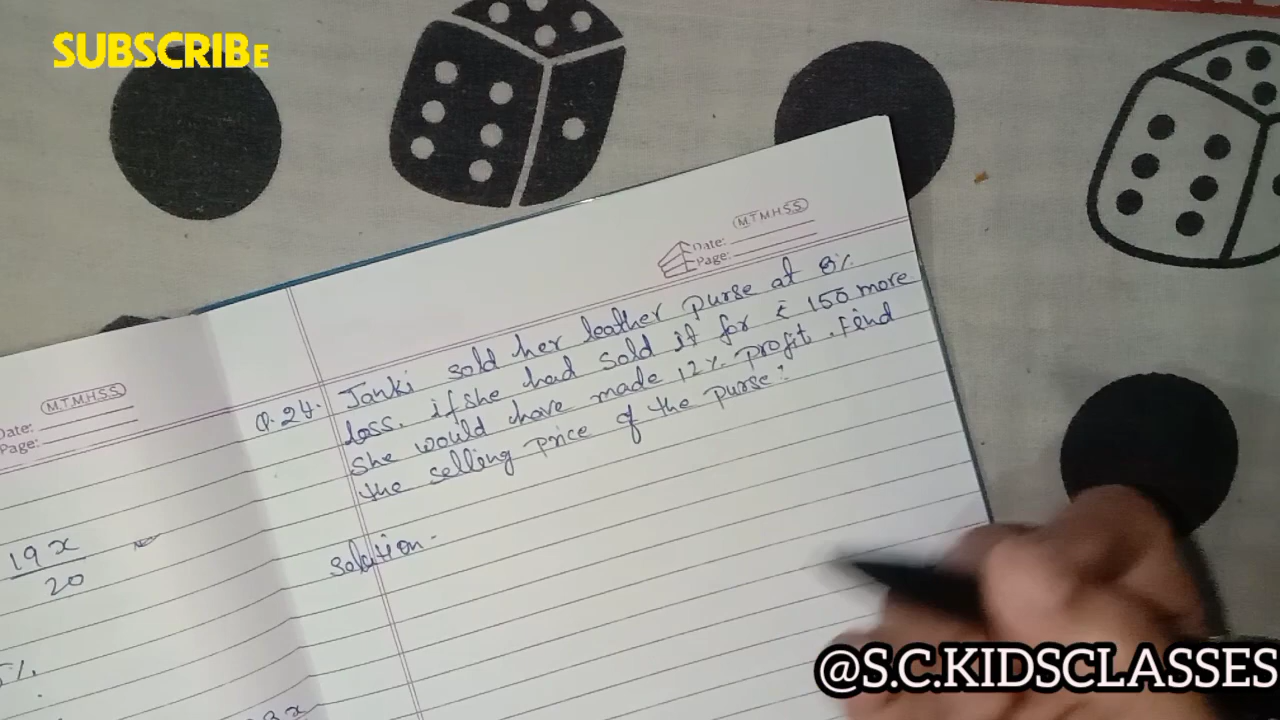 SUBSCRIBE
M.T.M.H.S.S
Date:
Page:
Q.24. Janki sold her leather purse at 8%
loss. if she had sold it for ₹ 150 more
she would have made 12% profit. Find
the selling price of the purse?
solution-
M.T.M.H.S.S
Date:
Page:
19x
20
5%.
@S.C.KIDSCLASSES